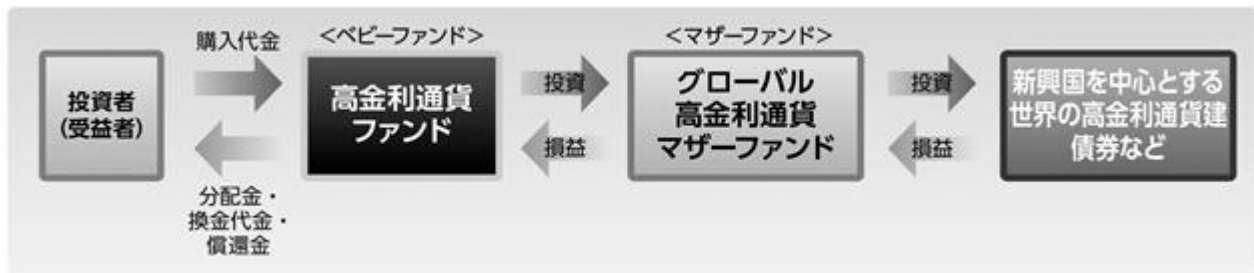 購入代金
<ベビーファンド>
<マザーファンド>
投資者
(受益者)
高金利通貨
ファンド
投資
損益
グローバル
高金利通貨
マザーファンド
投資
損益
新興国を中心とする
世界の高金利通貨建
債券など
分配金・
換金代金・
償還金